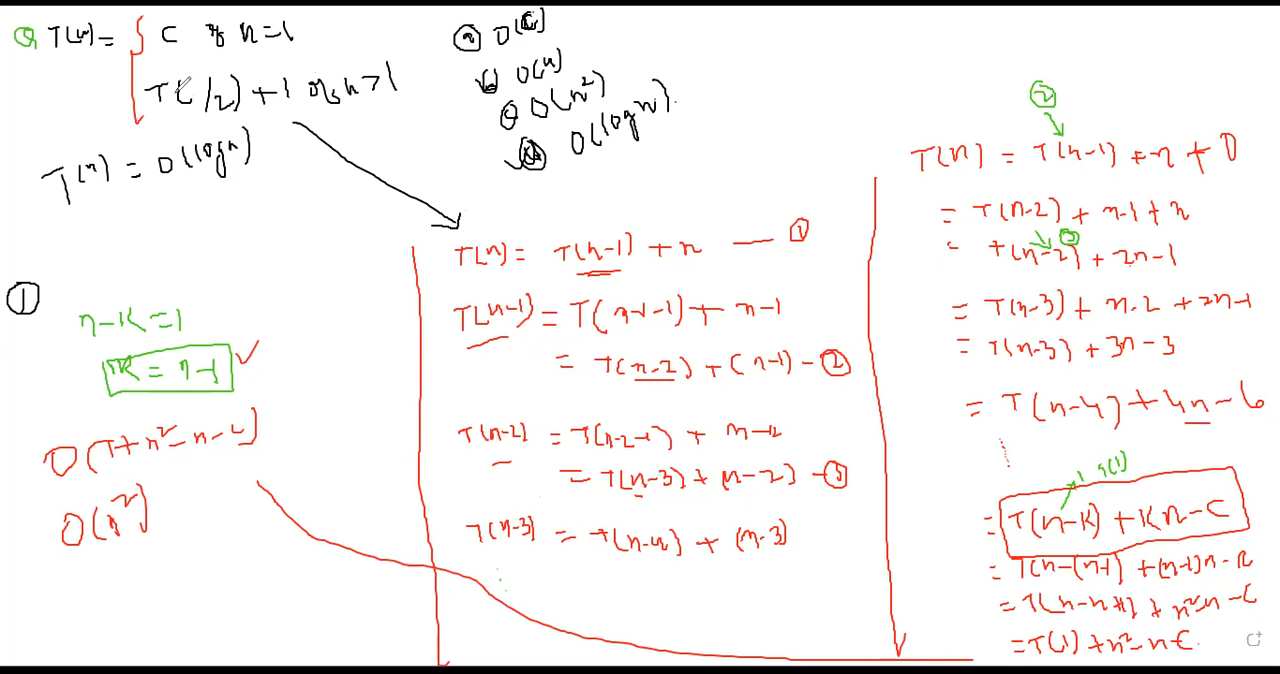 Q T(n) = { C if n=1
T( /2) + 1 if n>1
T(n) = O(logn)
O(C)
O(n)
O(n²)
O(logn).
①
n-K=1
K = n-1 ✓
O(1+n²-n-c)
O(n²)
T(n) = T(n-1) + n — ①
T(n-1) = T(n-1-1) + n-1
= T(n-2) + (n-1) - ②
T(n-2) = T(n-2-1) + n-2
= T(n-3) + (n-2) - ③
T(n-3) = T(n-4) + (n-3)
②
T(n) = T(n-1) + n + 0
= T(n-2) + n-1 + n
③
= T(n-2) + 2n-1
= T(n-3) + n-2 + 2n-1
= T(n-3) + 3n-3
= T(n-4) + 4n-6
= T(n-K) + Kn-C
= T(n-(n-1) + (n-1)n-
= T(n-n+1) + n²-n-C
= T(1) + n²-n-C